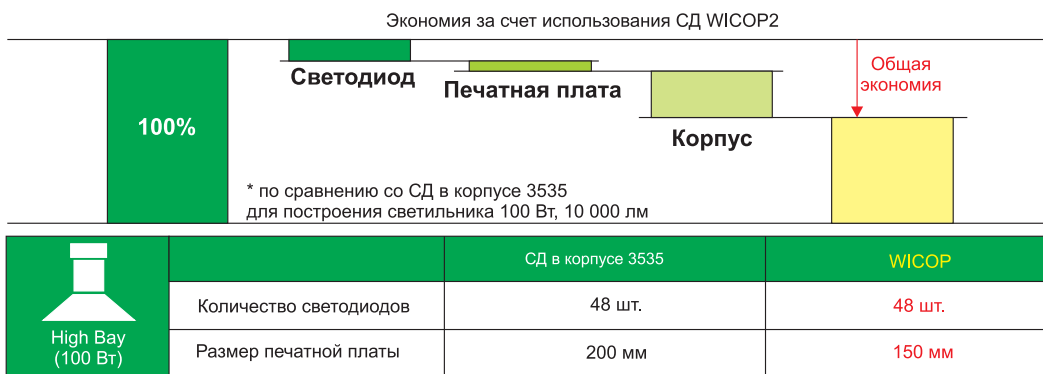 Экономия за счет использования СД WICOP2
Светодиод
Печатная плата
Корпус
Общая
экономия
100%
* по сравнению со СД в корпусе 3535
для построения светильника 100 Вт, 10 000 лм
СД в корпусе 3535
WICOP
Количество светодиодов
48 шт.
48 шт.
High Bay
(100 Вт)
Размер печатной платы
200 мм
150 мм